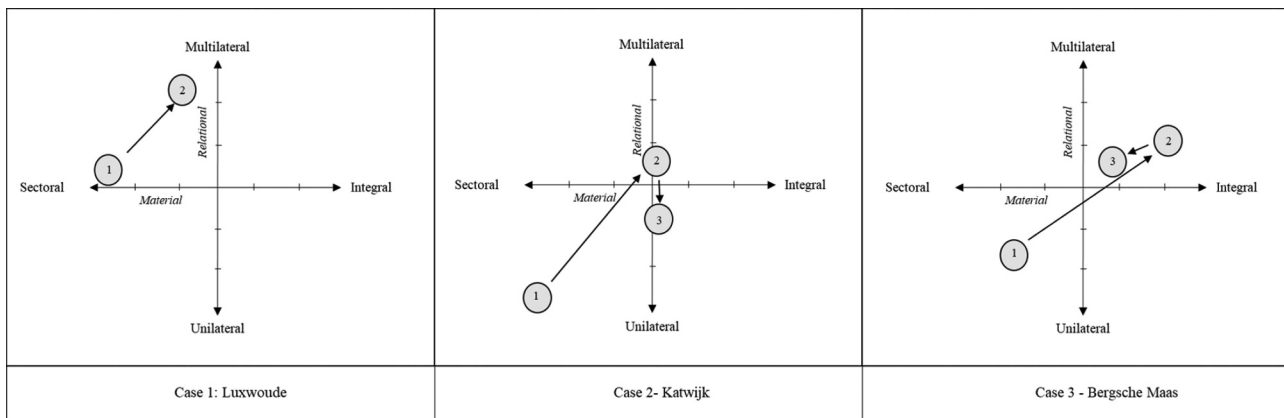 Multilateral
2
Relational
1
Sectoral
Integral
Material
Unilateral
Case 1: Luxwoude
Multilateral
Relational
2
Sectoral
Integral
Material
3
1
Unilateral
Case 2- Katwijk
Multilateral
Relational
2
3
Sectoral
Integral
Material
1
Unilateral
Case 3 - Bergsche Maas